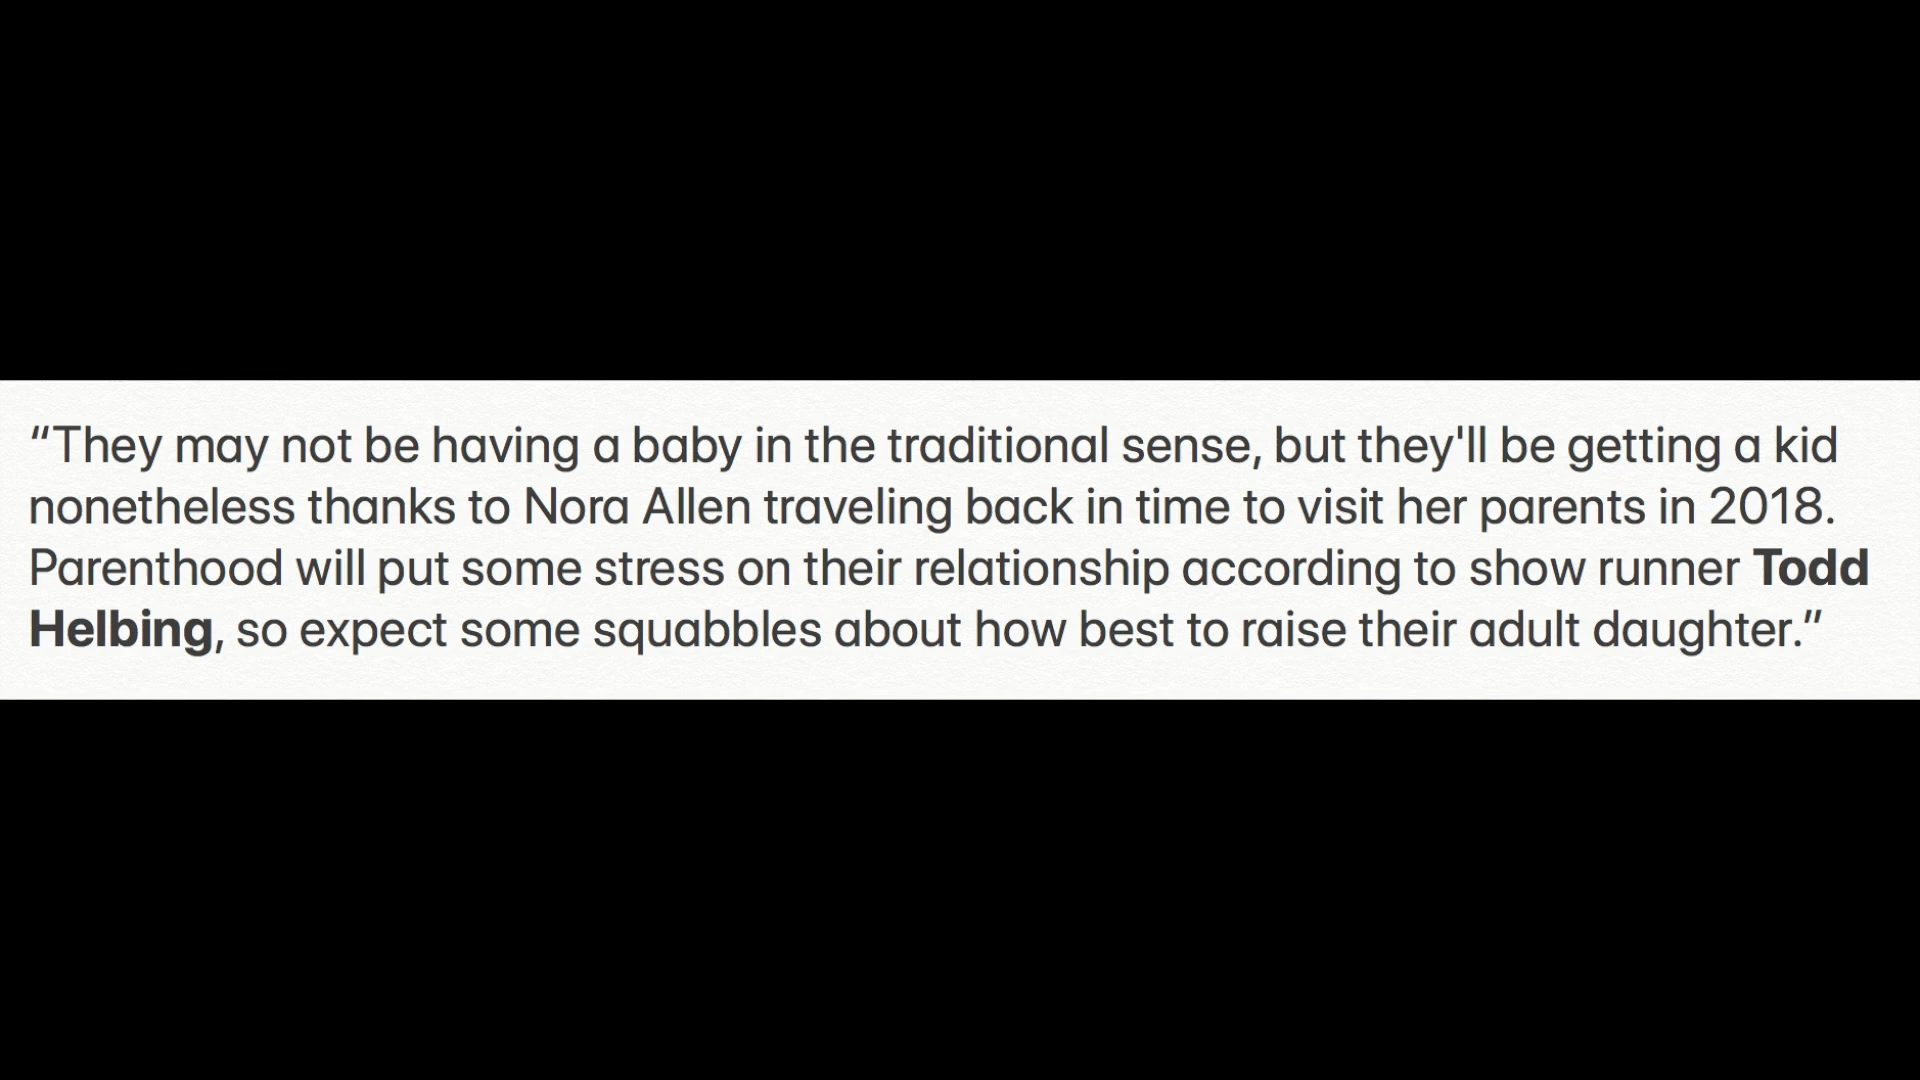 “They may not be having a baby in the traditional sense, but they'll be getting a kid
nonetheless thanks to Nora Allen traveling back in time to visit her parents in 2018.
Parenthood will put some stress on their relationship according to show runner Todd
Helbing, so expect some squabbles about how best to raise their adult daughter.”